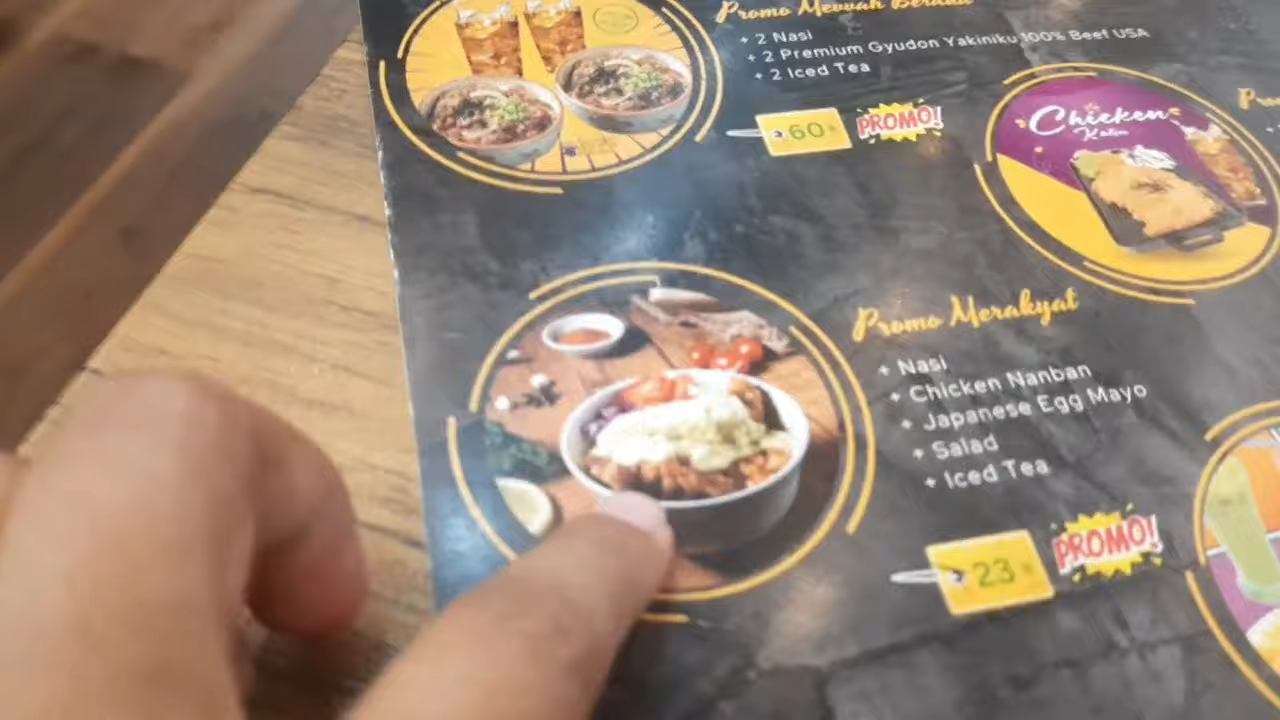 Promo Mewah Berdua
+ 2 Nasi
+ 2 Premium Gyudon Yakiniku 100% Beef USA
+ 2 Iced Tea
60
PROMO!
Chicken
Katsu
Promo Merakyat
+ Nasi
+ Chicken Nanban
+ Japanese Egg Mayo
+ Salad
+ Iced Tea
23
PROMO!